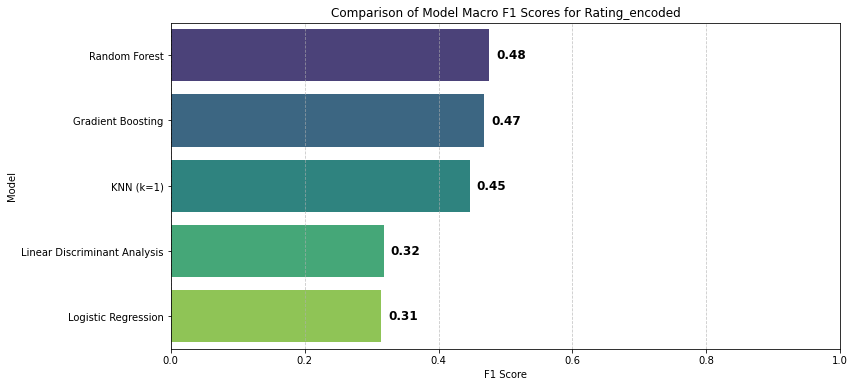 Comparison of Model Macro F1 Scores for Rating_encoded
Random Forest
0.48
Gradient Boosting
0.47
KNN (k=1)
0.45
Linear Discriminant Analysis
0.32
Logistic Regression
0.31
Model
0.0 0.2 0.4 0.6 0.8 1.0
F1 Score